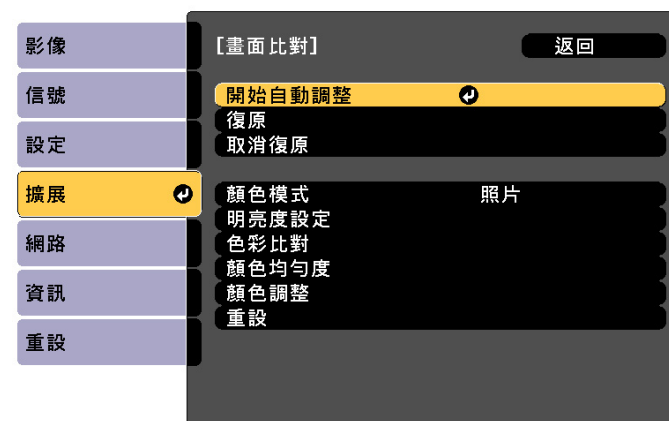 影像
信號
設定
擴展
網路
資訊
重設
[畫面比對]
返回
開始自動調整
復原
取消復原
顏色模式 照片
明亮度設定
色彩比對
顏色均勻度
顏色調整
重設